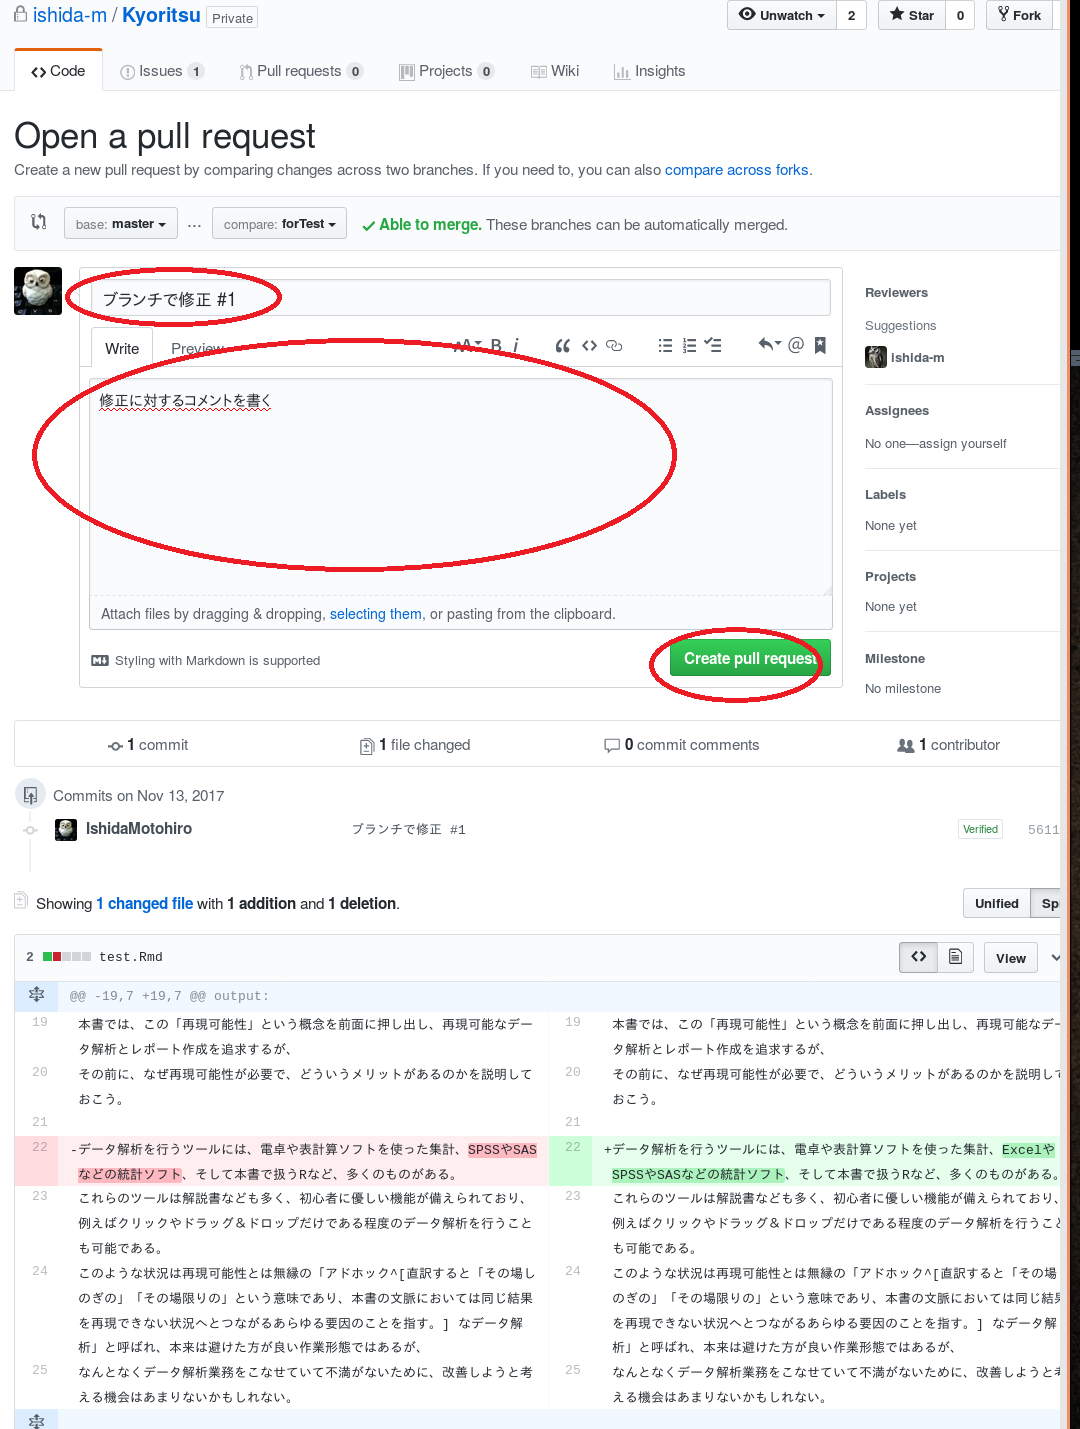 ishida-m / Kyoritsu Private
Unwatch 2 Star 0 Fork
Code Issues 1 Pull requests 0 Projects 0 Wiki Insights
Open a pull request
Create a new pull request by comparing changes across two branches. If you need to, you can also compare across forks.
base: master ... compare: forTest Able to merge. These branches can be automatically merged.
ブランチで修正 #1
Write Preview AA B i @
修正に対するコメントを書く
Attach files by dragging & dropping, selecting them, or pasting from the clipboard.
Styling with Markdown is supported
Create pull request
Reviewers
Suggestions
ishida-m
Assignees
No one—assign yourself
Labels
None yet
Projects
None yet
Milestone
No milestone
1 commit 1 file changed 0 commit comments 1 contributor
Commits on Nov 13, 2017
IshidaMotohiro ブランチで修正 #1 Verified 5611
Showing 1 changed file with 1 addition and 1 deletion. Unified Sp
2 test.Rmd View
@@ -19,7 +19,7 @@ output:
19 本書では、この「再現可能性」という概念を前面に押し出し、再現可能なデー
タ解析とレポート作成を追求するが、
20 その前に、なぜ再現可能性が必要で、どういうメリットがあるのかを説明して
おこう。
21
22 -データ解析を行うツールには、電卓や表計算ソフトを使った集計、SPSSやSAS
などの統計ソフト、そして本書で扱うRなど、多くのものがある。
23 これらのツールは解説書なども多く、初心者に優しい機能が備えられており、
例えばクリックやドラッグ＆ドロップだけである程度のデータ解析を行うこと
も可能である。
24 このような状況は再現可能性とは無縁の「アドホック^[直訳すると「その場し
のぎの」「その場限りの」という意味であり、本書の文脈においては同じ結果
を再現できない状況へとつながるあらゆる要因のことを指す。] なデータ解
析」と呼ばれ、本来は避けた方が良い作業形態ではあるが、
25 なんとなくデータ解析業務をこなせていて不満がないために、改善しようと考
える機会はあまりないかもしれない。
19 本書では、この「再現可能性」という概念を前面に押し出し、再現可能なデー
タ解析とレポート作成を追求するが、
20 その前に、なぜ再現可能性が必要で、どういうメリットがあるのかを説明して
おこう。
21
22 +データ解析を行うツールには、電卓や表計算ソフトを使った集計、Excelや
SPSSやSASなどの統計ソフト、そして本書で扱うRなど、多くのものがある。
23 これらのツールは解説書なども多く、初心者に優しい機能が備えられており、
例えばクリックやドラッグ＆ドロップだけである程度のデータ解析を行うこと
も可能である。
24 このような状況は再現可能性とは無縁の「アドホック^[直訳すると「その場
のぎの」「その場限りの」という意味であり、本書の文脈においては同じ結果
を再現できない状況へとつながるあらゆる要因のことを指す。] なデータ解
析」と呼ばれ、本来は避けた方が良い作業形態ではあるが、
25 なんとなくデータ解析業務をこなせていて不満がないために、改善しようと考
える機会はあまりないかもしれない。